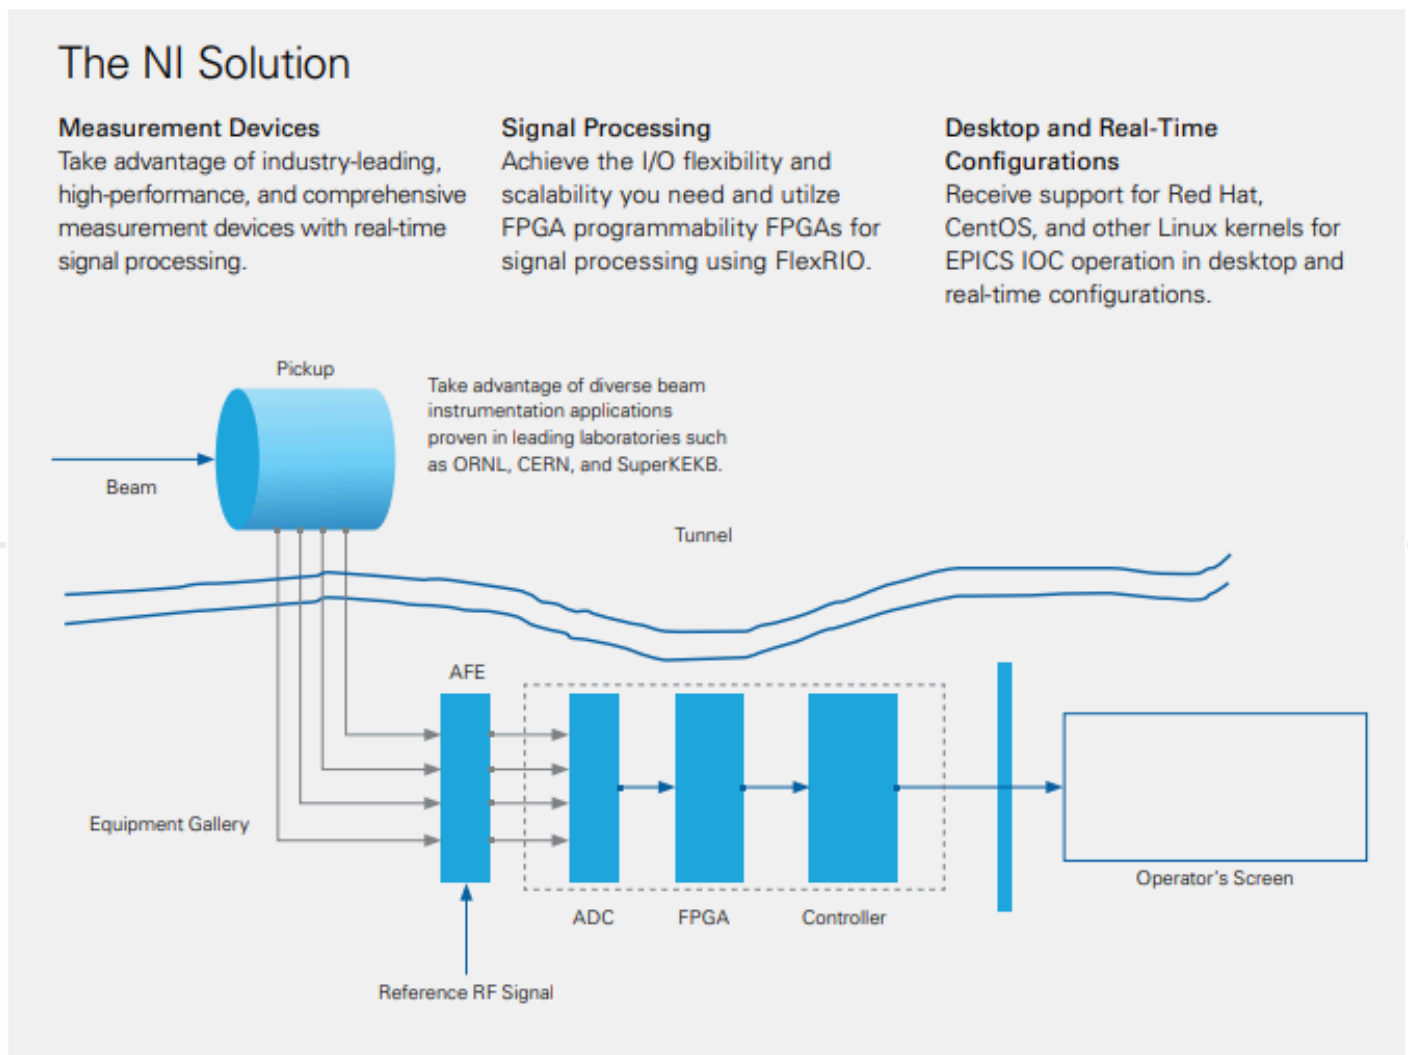 The NI Solution
Measurement Devices
Take advantage of industry-leading,
high-performance, and comprehensive
measurement devices with real-time
signal processing.
Signal Processing
Achieve the I/O flexibility and
scalability you need and utilze
FPGA programmability FPGAs for
signal processing using FlexRIO.
Desktop and Real-Time
Configurations
Receive support for Red Hat,
CentOS, and other Linux kernels for
EPICS IOC operation in desktop and
real-time configurations.
Pickup
Take advantage of diverse beam
instrumentation applications
proven in leading laboratories such
as ORNL, CERN, and SuperKEKB.
Beam
Tunnel
AFE
Equipment Gallery
Operator's Screen
ADC
FPGA
Controller
Reference RF Signal